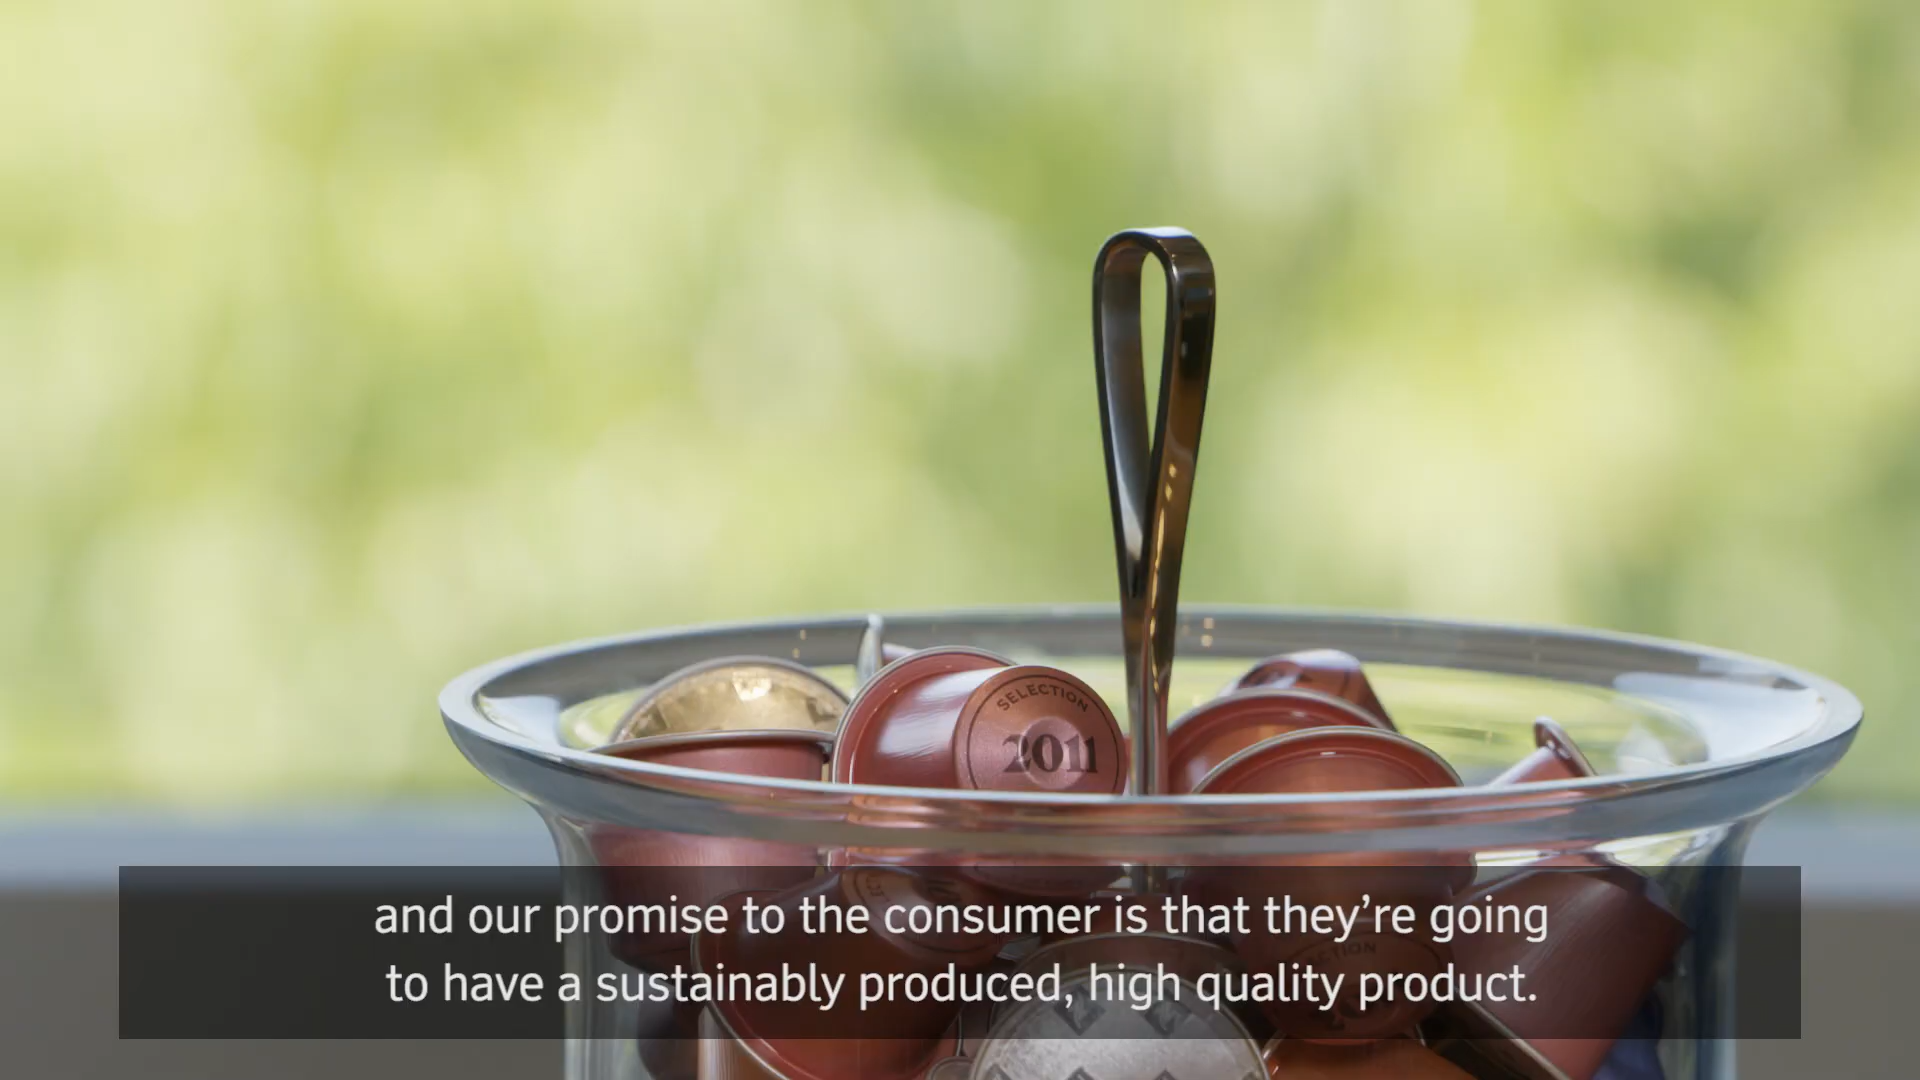 SELECTION
2011
and our promise to the consumer is that they’re going
to have a sustainably produced, high quality product.